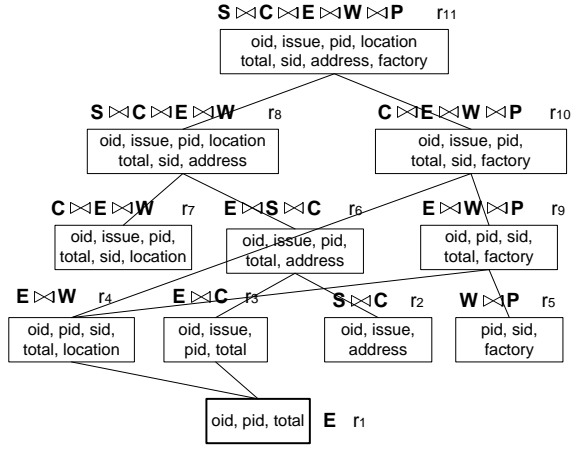 S ⋈ C ⋈ E ⋈ W ⋈ P r11
oid, issue, pid, location
total, sid, address, factory
S ⋈ C ⋈ E ⋈ W r8
C ⋈ E ⋈ W ⋈ P r10
oid, issue, pid, location
total, sid, address
oid, issue, pid,
total, sid, factory
C ⋈ E ⋈ W r7
E ⋈ S ⋈ C r6
E ⋈ W ⋈ P r9
oid, issue, pid,
total, sid, location
oid, issue, pid,
total, address
oid, pid, sid,
total, factory
E ⋈ W r4
E ⋈ C r3
S ⋈ C r2
W ⋈ P r5
oid, pid, sid,
total, location
oid, issue,
pid, total
oid, issue,
address
pid, sid,
factory
oid, pid, total
E r1